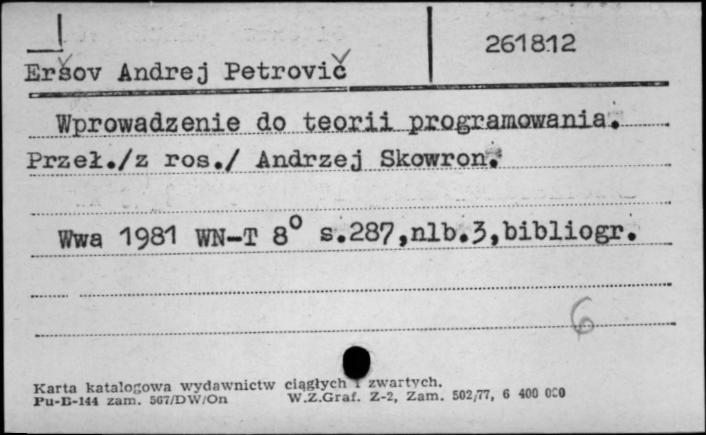 261812
Eršov Andrej Petrovič
Wprowadzenie do teorii programowania.
Przeł./z ros./ Andrzej Skowron.
Wwa 1981 WN-T 8° s.287,nlb.3,bibliogr.
6
Karta katalogowa wydawnictw ciągłych i zwartych.
Pu-B-144 zam. 567/DW/On W.Z.Graf. Z-2, Zam. 502/77, 6 400 000